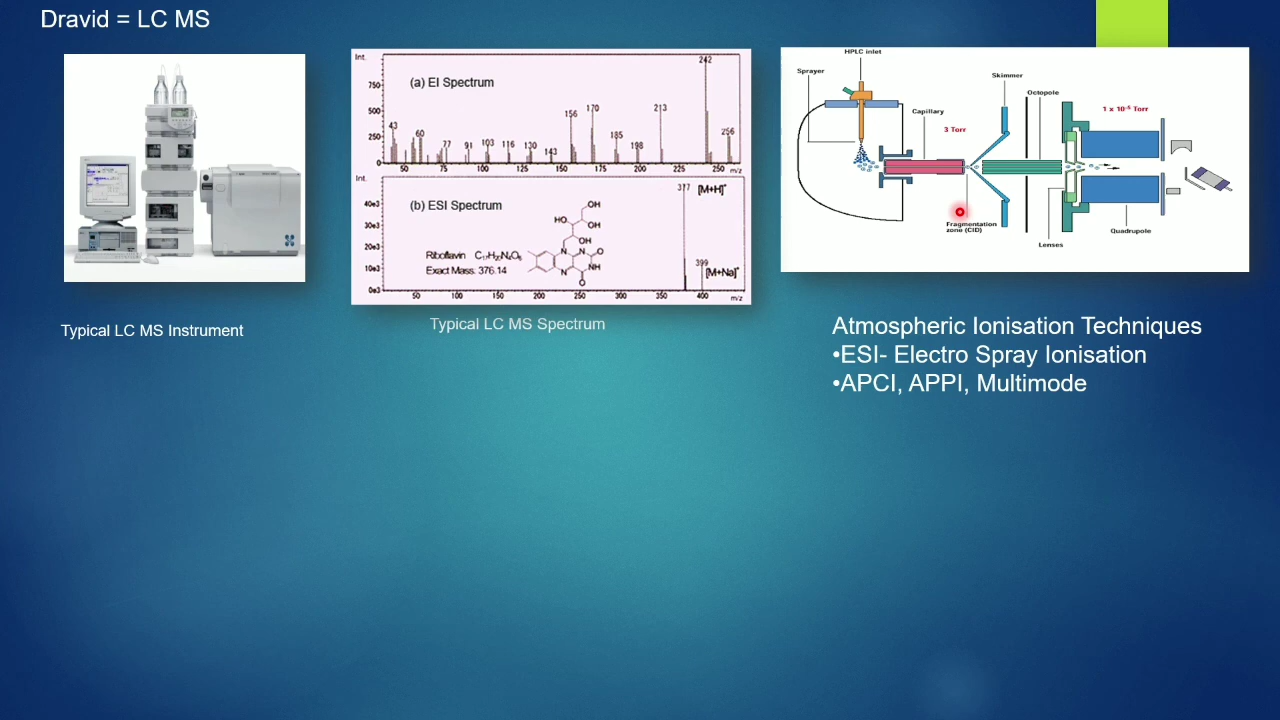 Dravid = LC MS
Typical LC MS Instrument
Int.
(a) EI Spectrum
750
500
250
0
43
60
77
91
103
116
130
143
156
170
185
198
213
242
256
50
75
100
125
150
175
200
225
250
m/z
Int.
(b) ESI Spectrum
40e3
30e3
20e3
10e3
0e3
377
[M+H]⁺
399
[M+Na]⁺
Riboflavin C₁₇H₂₀N₄O₆
Exact Mass: 376.14
OH
HO
OH
OH
N
N
O
NH
N
O
50
100
150
200
250
300
350
400
m/z
Typical LC MS Spectrum
HPLC inlet
Sprayer
Capillary
3 Torr
Skimmer
Octopole
1 x 10⁻⁵ Torr
Fragmentation
zone (CID)
Lenses
Quadrupole
Atmospheric Ionisation Techniques
•ESI- Electro Spray Ionisation
•APCI, APPI, Multimode